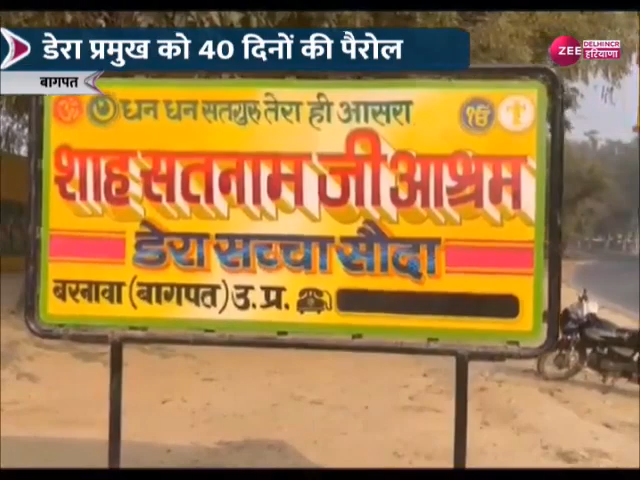 डेरा प्रमुख को 40 दिनों की पैरोल
ZEE DELHI NCR हरियाणा
बागपत
ॐ धन धन सतगुरु तेरा ही आसरा ੴ
शाह सतनाम जी आश्रम
डेरा सच्चा सौदा
बरनावा (बागपत) उ.प्र.